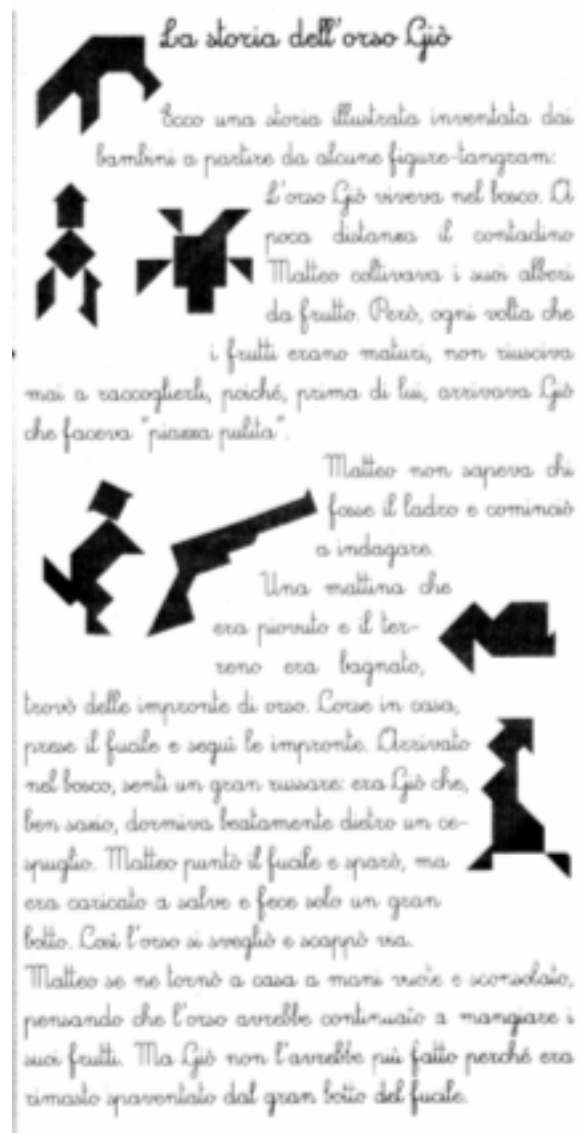 La storia dell'orso Giò
Ecco una storia illustrata inventata dai
bambini a partire da alcune figure-tangram:
L'orso Giò viveva nel bosco. A
poca distanza il contadino
Matteo coltivava i suoi alberi
da frutto. Però, ogni volta che
i frutti erano maturi, non riusciva
mai a raccoglierli, poiché, prima di lui, arrivava Giò
che faceva "piazza pulita".
Matteo non sapeva chi
fosse il ladro e cominciò
a indagare.
Una mattina che
era piovuto e il ter-
reno era bagnato,
trovò delle impronte di orso. Corse in casa,
prese il fucile e seguì le impronte. Arrivato
nel bosco, sentì un gran russare: era Giò che,
ben sazio, dormiva beatamente dietro un ce-
spuglio. Matteo puntò il fucile e sparò, ma
era caricato a salve e fece solo un gran
botto. Così l'orso si svegliò e scappò via.
Matteo se ne tornò a casa a mani vuote e sconsolato,
pensando che l'orso avrebbe continuato a mangiare i
suoi frutti. Ma Giò non l'avrebbe più fatto perché era
rimasto spaventato dal gran botto del fucile.